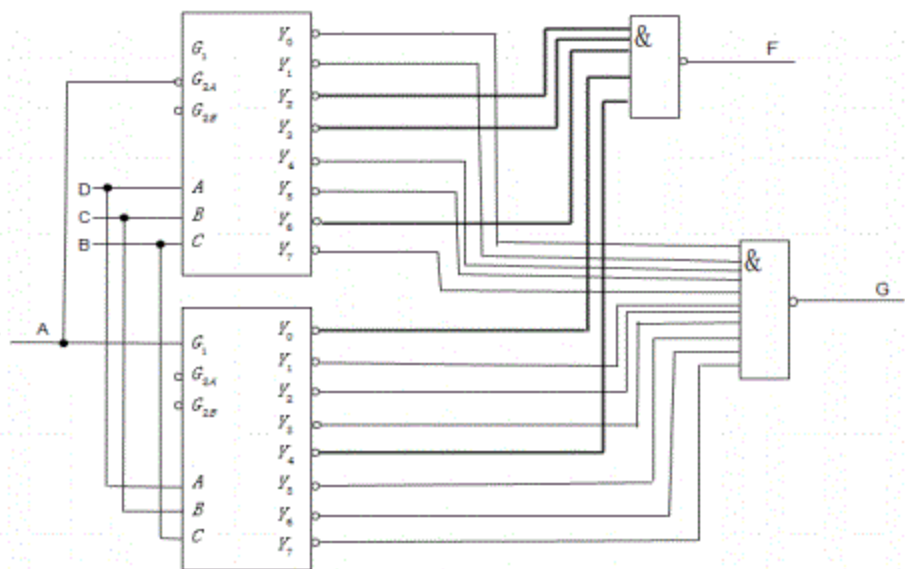 G₁
G₂A
G₂B
A
B
C
Y₀
Y₁
Y₂
Y₃
Y₄
Y₅
Y₆
Y₇
D
C
B
A
&
F
&
G
G₁
G₂A
G₂B
A
B
C
Y₀
Y₁
Y₂
Y₃
Y₄
Y₅
Y₆
Y₇